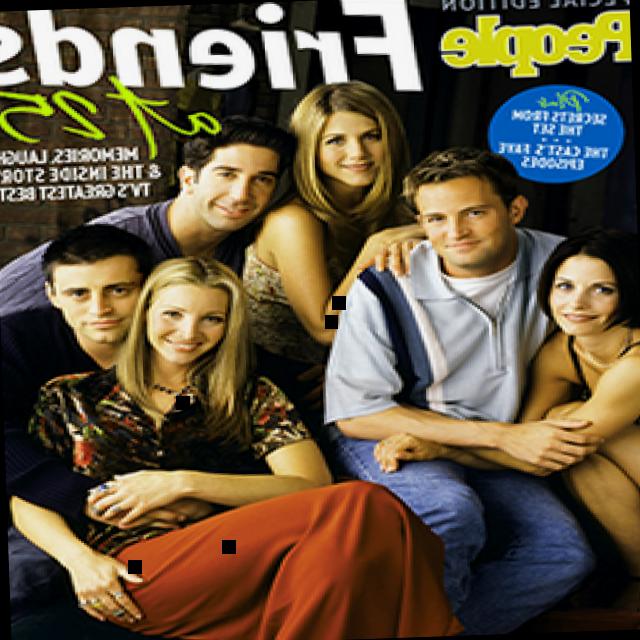 SPECIAL EDITION
People
Friends
at 25
MEMORIES, LAUGHS
& THE INSIDE STORY
TV'S GREATEST BEST
Plus
SECRETS FROM
THE SET
THE CAST'S FAVE
EPISODES